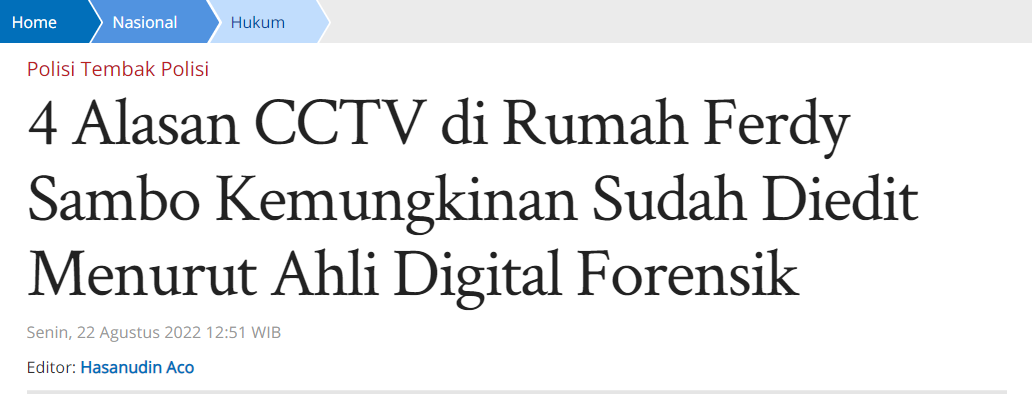 Home Nasional Hukum
Polisi Tembak Polisi
4 Alasan CCTV di Rumah Ferdy
Sambo Kemungkinan Sudah Diedit
Menurut Ahli Digital Forensik
Senin, 22 Agustus 2022 12:51 WIB
Editor: Hasanudin Aco